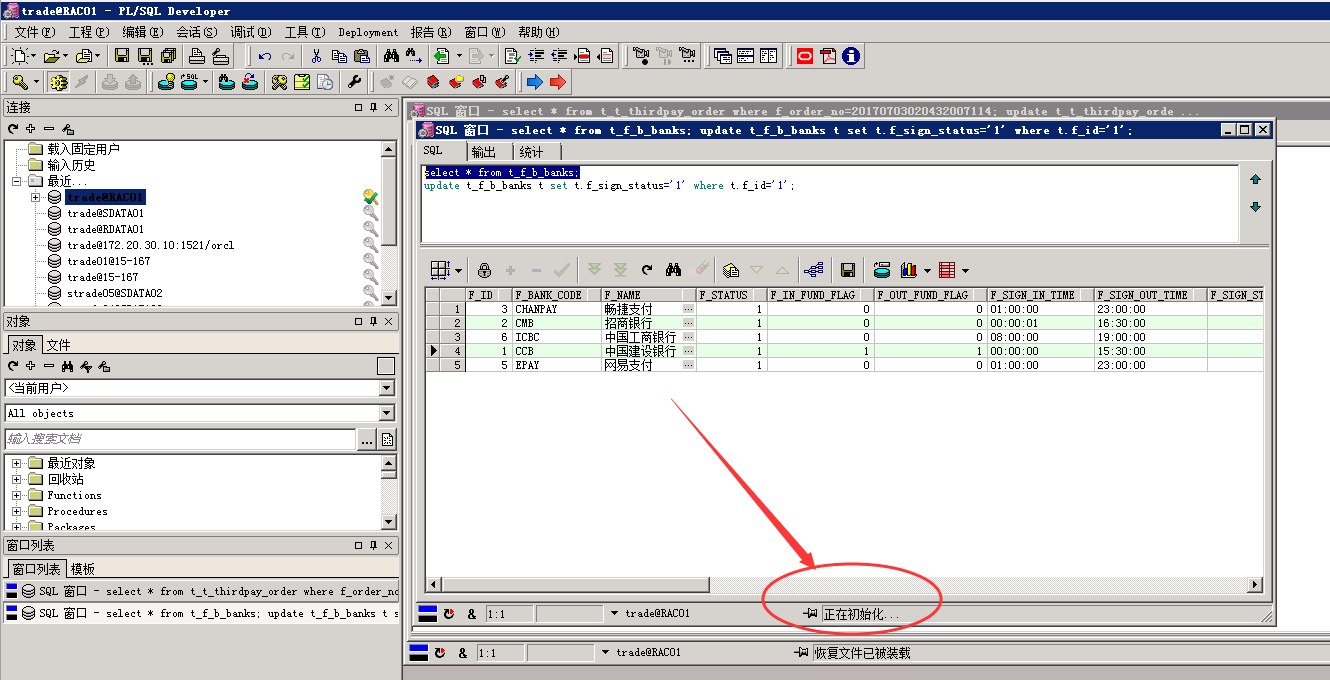 trade@RAC01 - PL/SQL Developer
文件(F) 工程(P) 编辑(E) 会话(S) 调试(D) 工具(T) Deployment 报告(R) 窗口(W) 帮助(H)
连接
载入固定用户
输入历史
最近...
trade@RAC01
trade@SDATA01
trade@RDATA01
trade@172.20.30.10:1521/orcl
trade01@15-167
trade@15-167
strade05@SDATA02
对象
对象 文件
<当前用户>
All objects
输入搜索文档
...
最近对象
回收站
Functions
Procedures
Packages
窗口列表
窗口列表 模板
SQL 窗口 - select * from t_t_thirdpay_order where f_order_no
SQL 窗口 - select * from t_f_b_banks; update t_f_b_banks t s
SQL 窗口 - select * from t_t_thirdpay_order where f_order_no=20170703020432007114; update t_t_thirdpay_orde ...
SQL 窗口 - select * from t_f_b_banks; update t_f_b_banks t set t.f_sign_status='1' where t.f_id='1';
SQL 输出 统计
select * from t_f_b_banks;
update t_f_b_banks t set t.f_sign_status='1' where t.f_id='1';
F_ID F_BANK_CODE F_NAME F_STATUS F_IN_FUND_FLAG F_OUT_FUND_FLAG F_SIGN_IN_TIME F_SIGN_OUT_TIME F_SIGN_ST
1 3 CHANPAY 畅捷支付 ... 1 0 0 01:00:00 23:00:00
2 2 CMB 招商银行 ... 1 0 0 00:00:01 16:30:00
3 6 ICBC 中国工商银行 ... 1 0 0 08:00:00 19:00:00
4 1 CCB 中国建设银行 ... 1 1 1 00:00:00 15:30:00
5 5 EPAY 网易支付 ... 1 0 0 01:00:00 23:00:00
& 1:1 trade@RAC01 正在初始化...
& 1:1 trade@RAC01 恢复文件已被装载